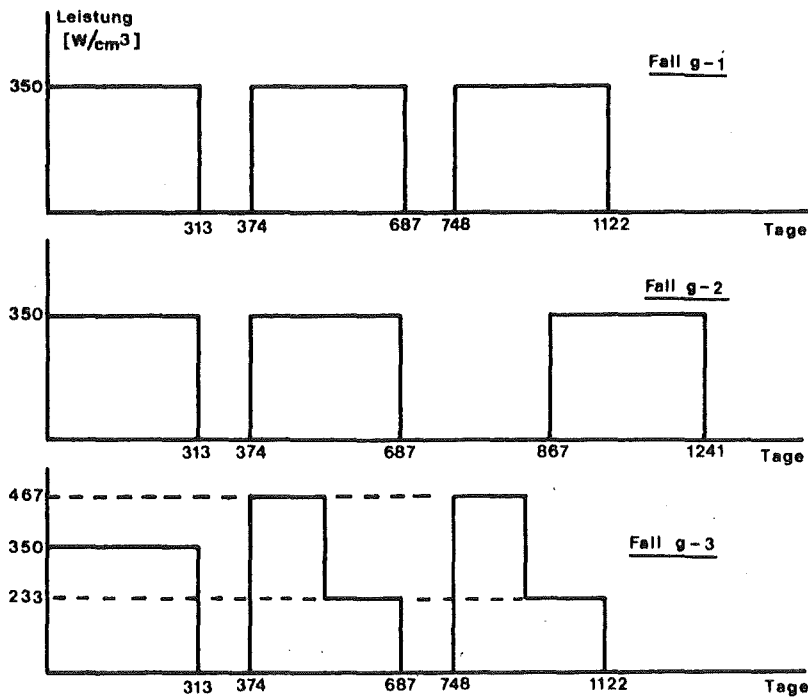 Leistung
[W/cm3]
Fall g-1
350
313 374 687 748 1122 Tage
Fall g-2
350
313 374 687 867 1241 Tage
467
350
Fall g-3
233
313 374 687 748 1122 Tage